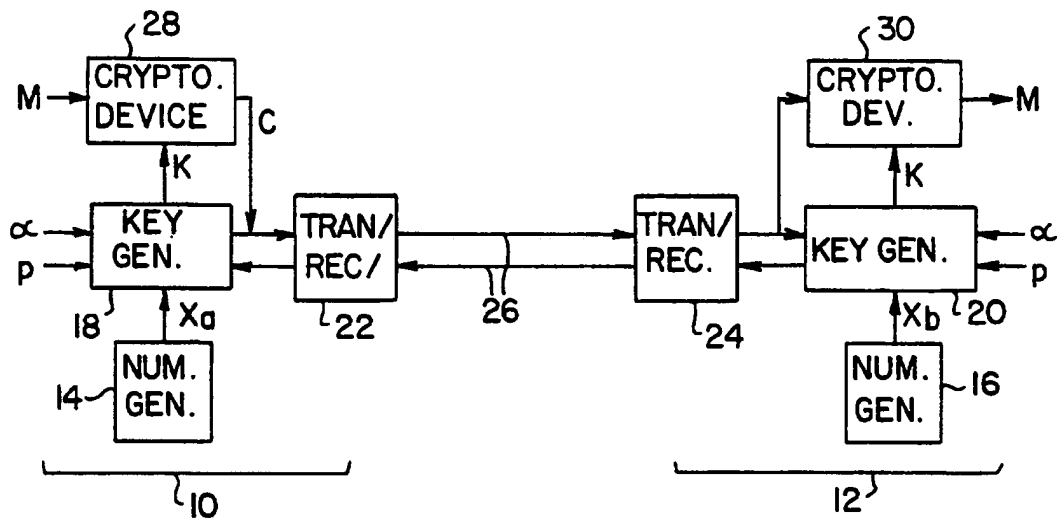 28
30
CRYPTO.
DEVICE
M
C
CRYPTO.
DEV.
M
K
K
α
p
KEY
GEN.
TRAN/
REC/
TRAN/
REC.
KEY GEN.
α
p
18
Xa
22
26
24
Xb
20
14
NUM.
GEN.
NUM.
GEN.
16
10
12